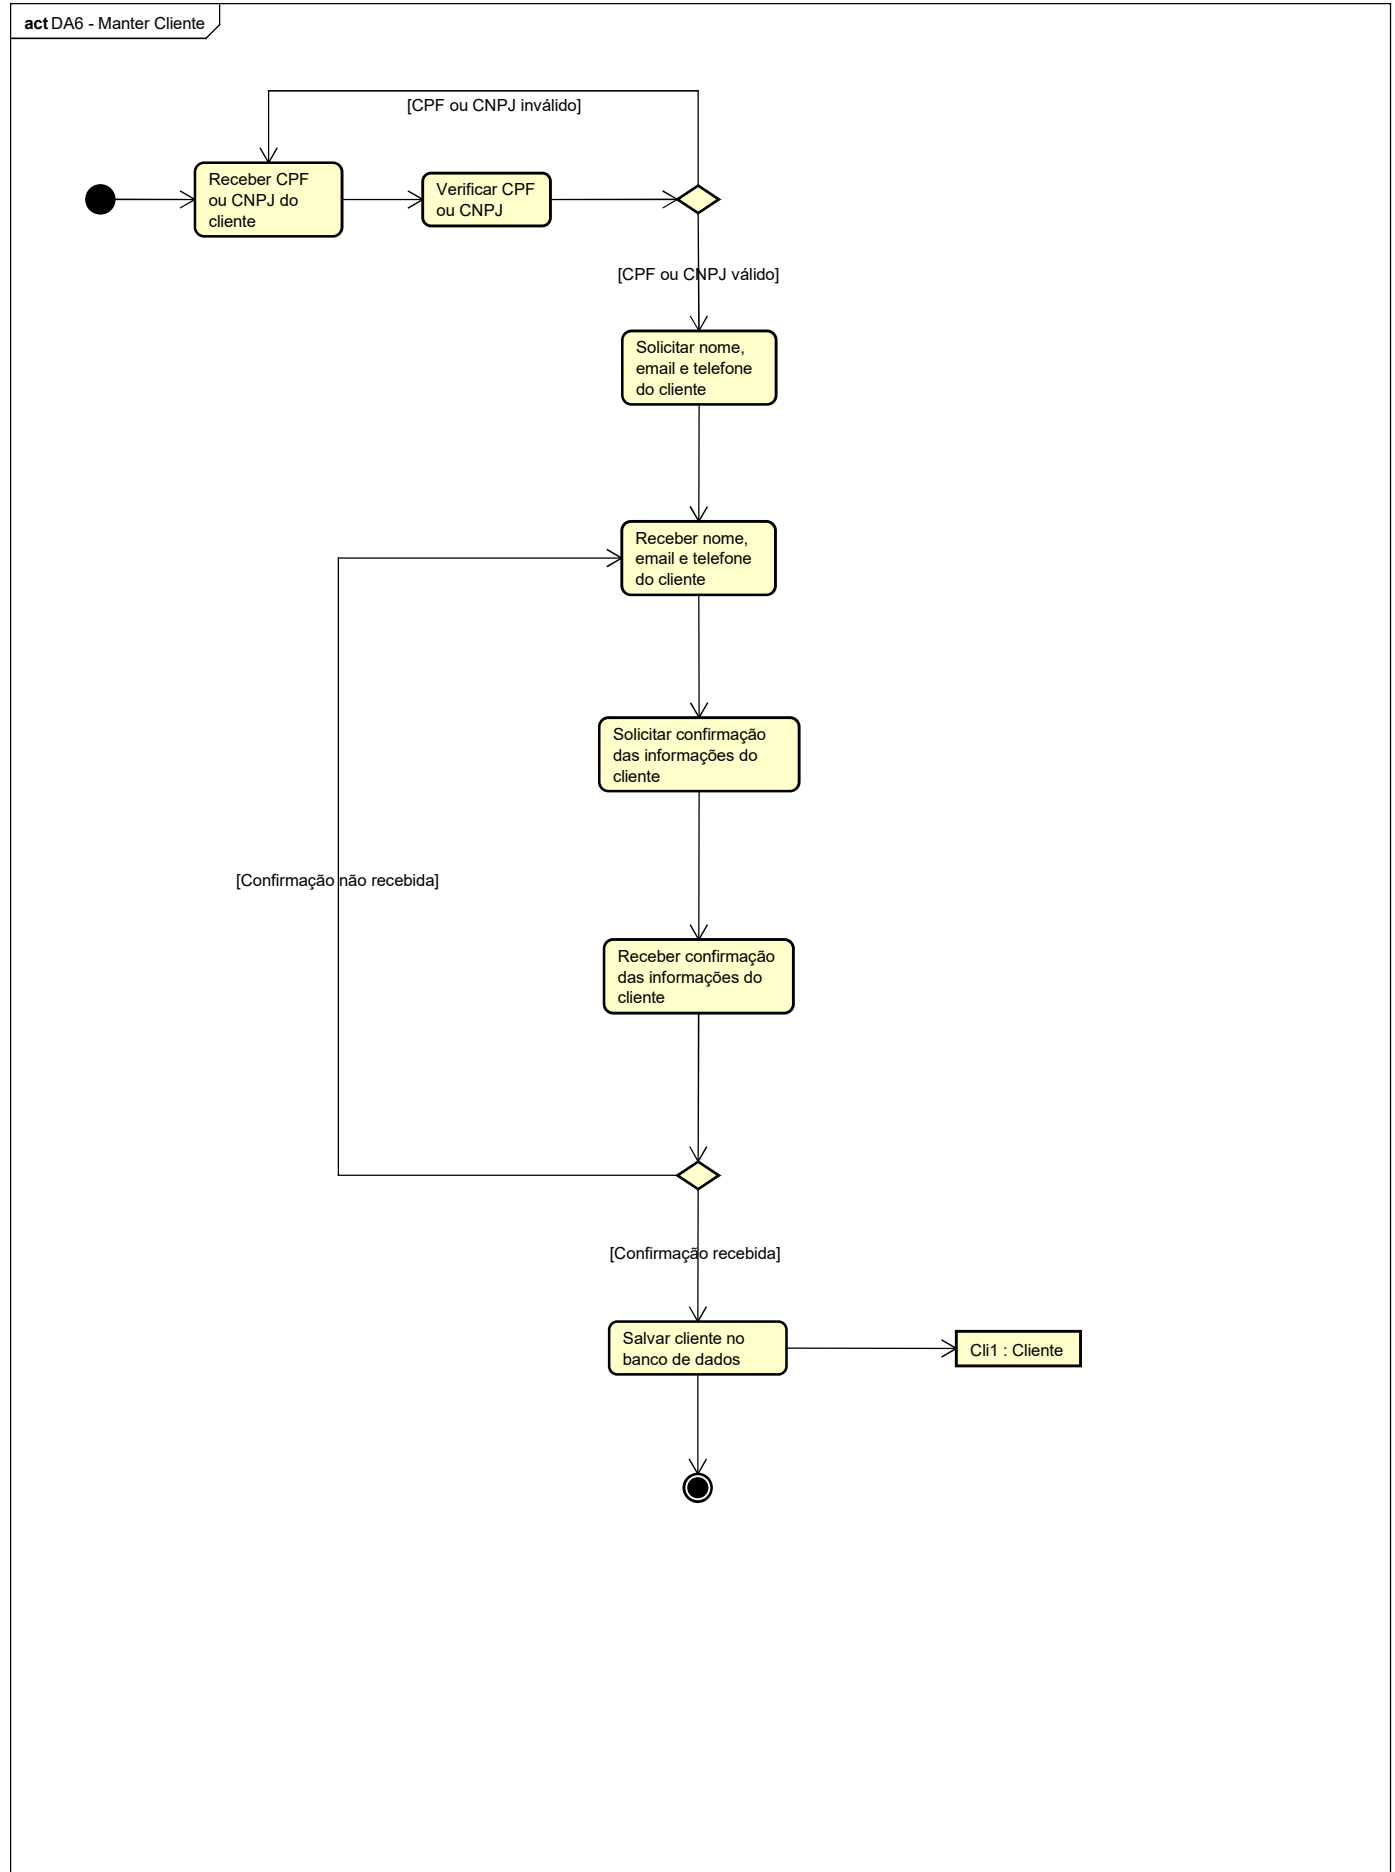 act DA6 - Manter Cliente
[CPF ou CNPJ inválido]
Receber CPF
ou CNPJ do
cliente
Verificar CPF
ou CNPJ
[CPF ou CNPJ válido]
Solicitar nome,
email e telefone
do cliente
Receber nome,
email e telefone
do cliente
Solicitar confirmação
das informações do
cliente
[Confirmação não recebida]
Receber confirmação
das informações do
cliente
[Confirmação recebida]
Salvar cliente no
banco de dados
Cli1 : Cliente